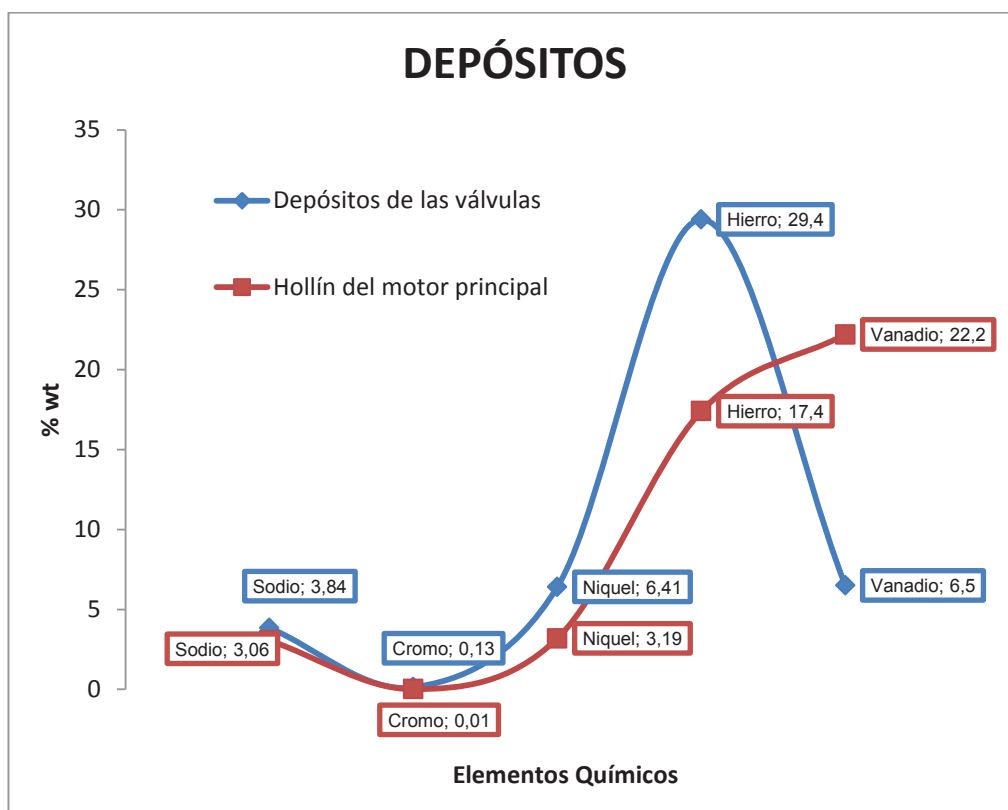 DEPÓSITOS
35
30
25
20
15
10
5
0
% wt
Depósitos de las válvulas
Hollín del motor principal
Hierro; 29,4
Vanadio; 22,2
Hierro; 17,4
Sodio; 3,84
Niquel; 6,41
Vanadio; 6,5
Sodio; 3,06
Cromo; 0,13
Niquel; 3,19
Cromo; 0,01
Elementos Químicos